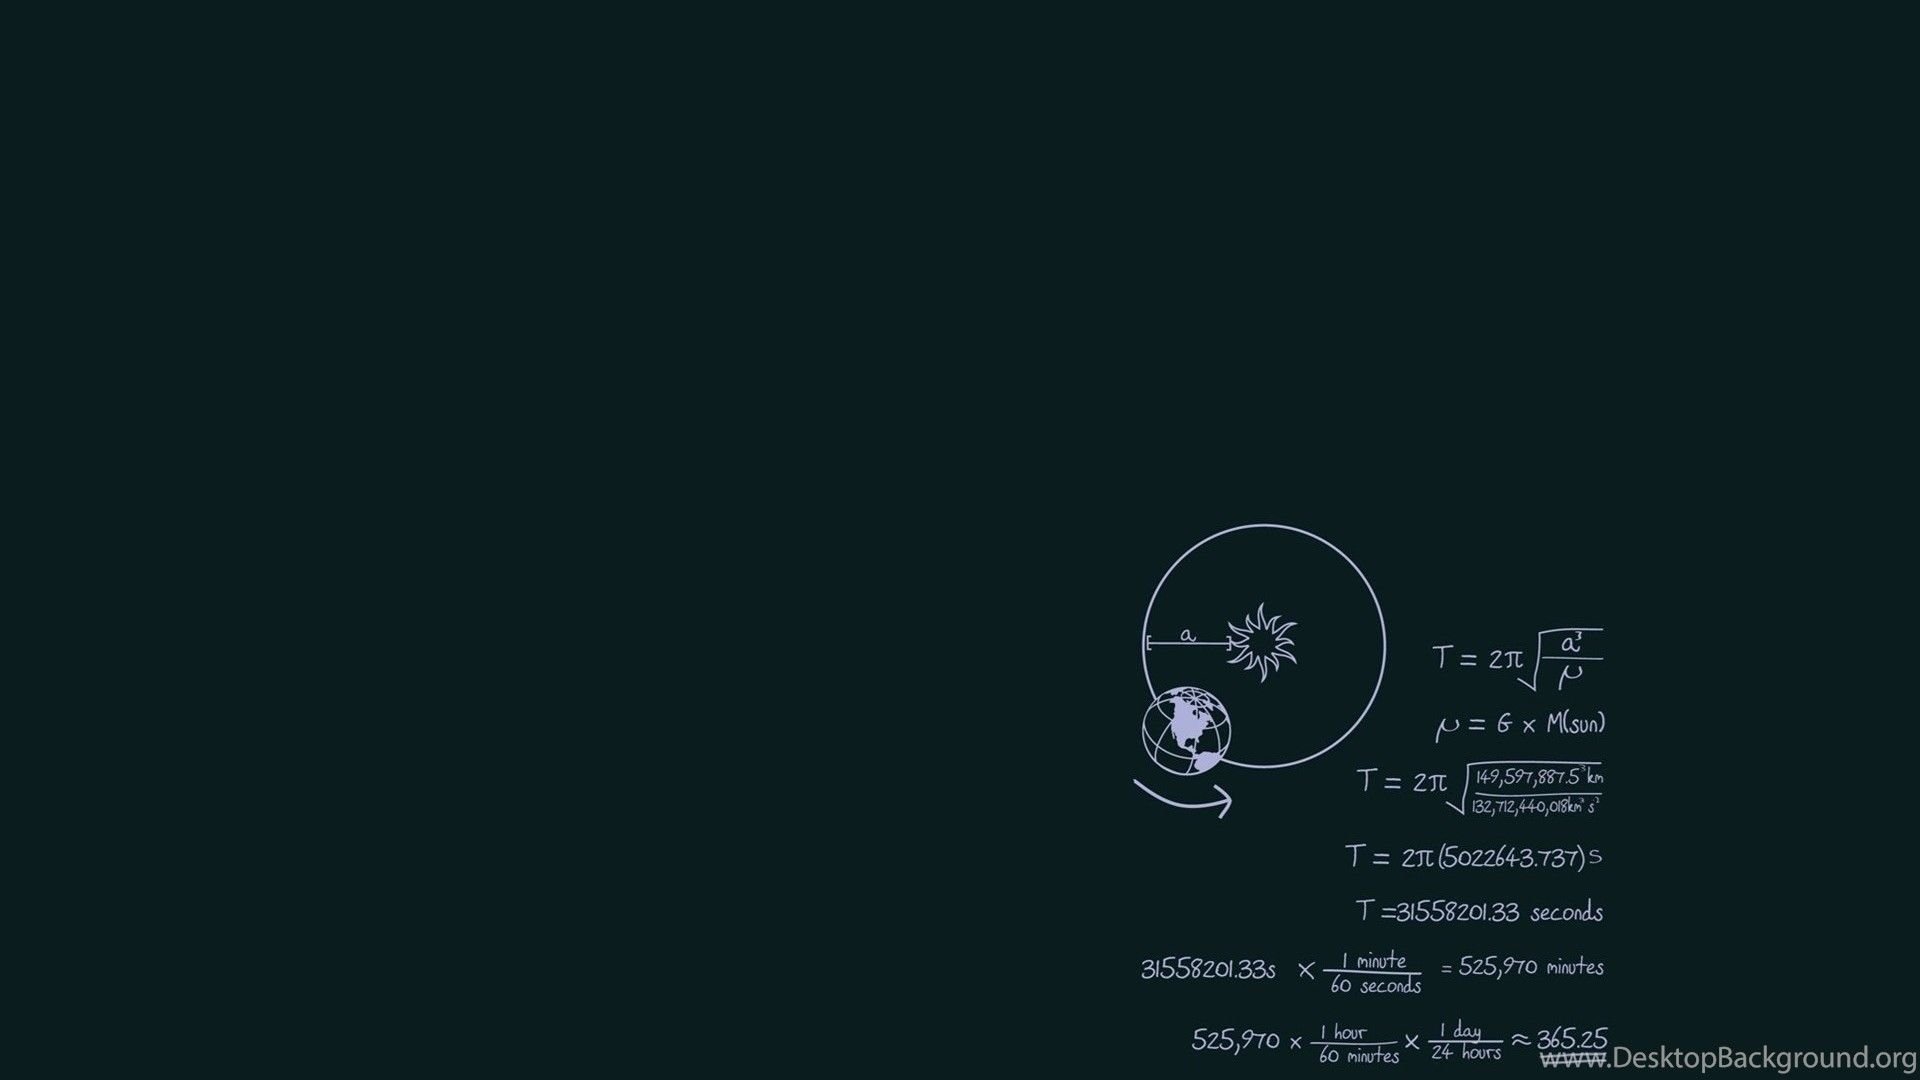 a
T = 2π√(a³/μ)
μ = G × M(sun)
T = 2π√(149,597,887.5³km/132,712,440,018km³s²)
T = 2π(5022643.737)s
T =31558201.33 seconds
31558201.33s × 1 minute/60 seconds = 525,970 minutes
525,970 × 1 hour/60 minutes × 1 day/24 hours ≈ 365.25
www.DesktopBackground.org